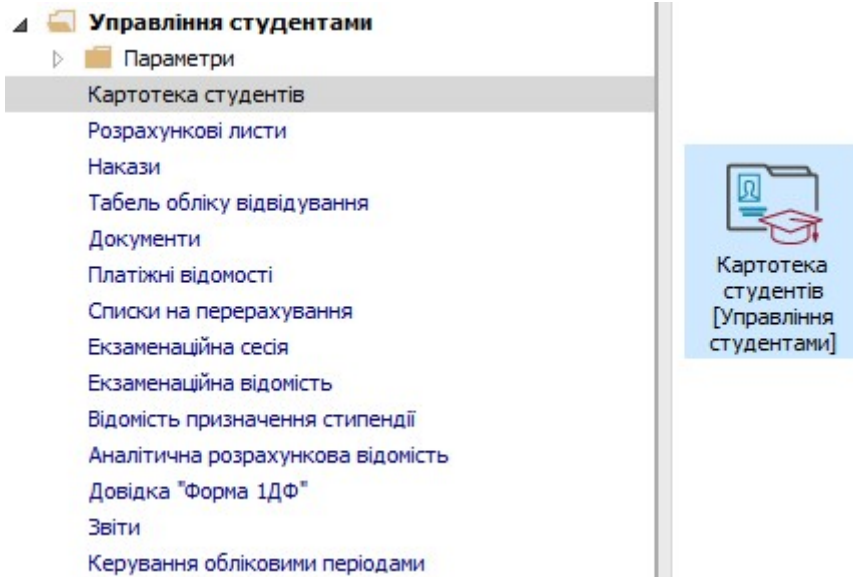 Управління студентами
Параметри
Картотека студентів
Розрахункові листи
Накази
Табель обліку відвідування
Документи
Платіжні відомості
Списки на перерахування
Екзаменаційна сесія
Екзаменаційна відомість
Відомість призначення стипендії
Аналітична розрахункова відомість
Довідка "Форма 1ДФ"
Звіти
Керування обліковими періодами
Картотека
студентів
[Управління
студентами]